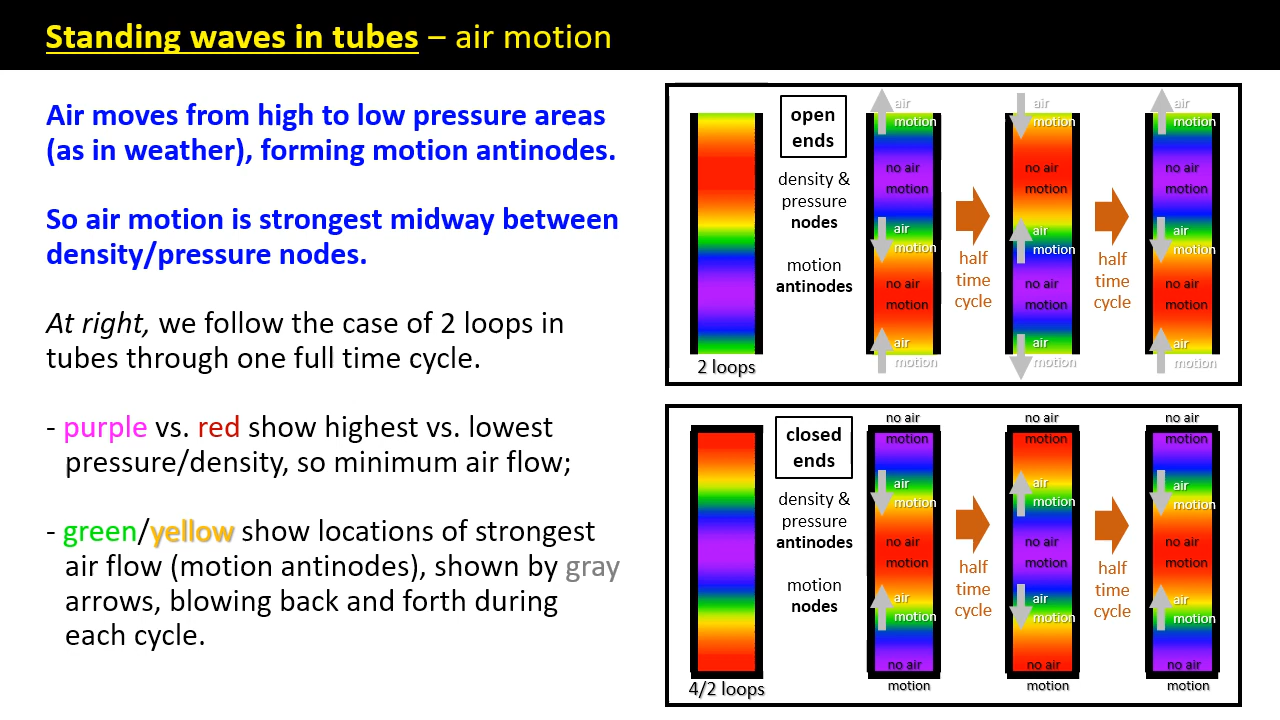 Standing waves in tubes – air motion
Air moves from high to low pressure areas
(as in weather), forming motion antinodes.
So air motion is strongest midway between
density/pressure nodes.
At right, we follow the case of 2 loops in
tubes through one full time cycle.
- purple vs. red show highest vs. lowest
pressure/density, so minimum air flow;
- green/yellow show locations of strongest
air flow (motion antinodes), shown by gray
arrows, blowing back and forth during
each cycle.
2 loops
open
ends
density &
pressure
nodes
motion
antinodes
air
motion
no air
motion
air
motion
no air
motion
air
motion
half
time
cycle
air
motion
no air
motion
air
motion
no air
motion
air
motion
half
time
cycle
air
motion
no air
motion
air
motion
no air
motion
air
motion
4/2 loops
closed
ends
density &
pressure
antinodes
motion
nodes
no air
motion
air
motion
no air
motion
air
motion
no air
motion
half
time
cycle
no air
motion
air
motion
no air
motion
air
motion
no air
motion
half
time
cycle
no air
motion
air
motion
no air
motion
air
motion
no air
motion